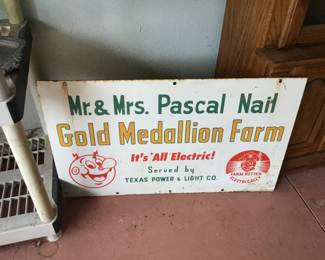 Mr. & Mrs. Pascal Nail
Gold Medallion Farm
It's All Electric!
Served by
TEXAS POWER & LIGHT CO.
FARM BETTER
ELECTRICALLY